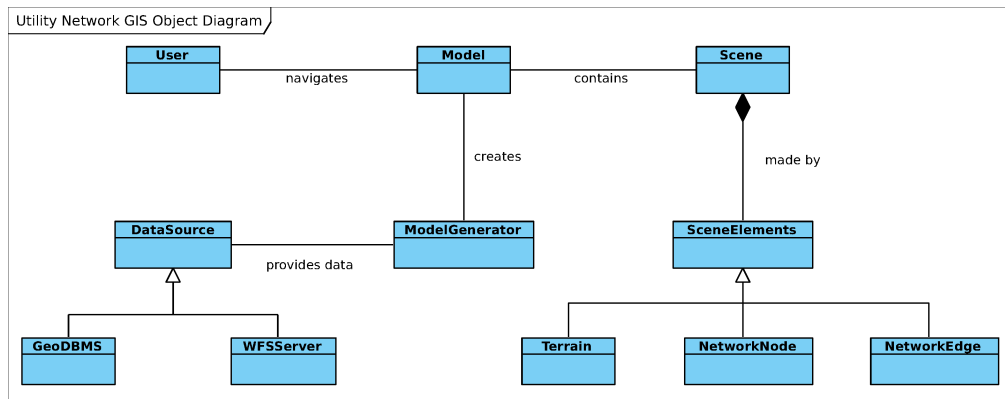 Utility Network GIS Object Diagram
User
Model
Scene
navigates
contains
creates
made by
DataSource
ModelGenerator
SceneElements
provides data
GeoDBMS
WFSServer
Terrain
NetworkNode
NetworkEdge